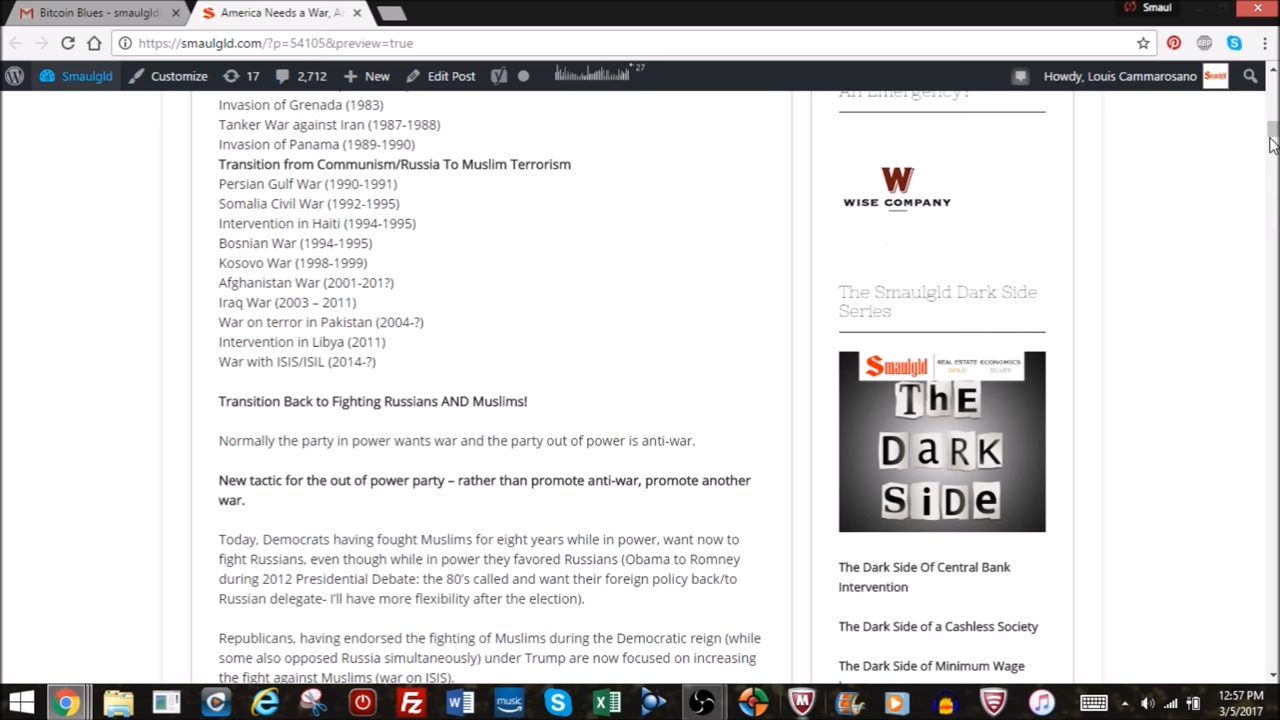 Bitcoin Blues - smaulgld
America Needs a War, A
Smaul
https://smaulgld.com/?p=54105&preview=true
ABP
Smaulgld
Customize
17
2,712
New
Edit Post
27
Howdy, Louis Cammarosano
Smaulgld
Invasion of Grenada (1983)
Tanker War against Iran (1987-1988)
Invasion of Panama (1989-1990)
Transition from Communism/Russia To Muslim Terrorism
Persian Gulf War (1990-1991)
Somalia Civil War (1992-1995)
Intervention in Haiti (1994-1995)
Bosnian War (1994-1995)
Kosovo War (1998-1999)
Afghanistan War (2001-201?)
Iraq War (2003 – 2011)
War on terror in Pakistan (2004-?)
Intervention in Libya (2011)
War with ISIS/ISIL (2014-?)
Transition Back to Fighting Russians AND Muslims!
Normally the party in power wants war and the party out of power is anti-war.
New tactic for the out of power party – rather than promote anti-war, promote another
war.
Today, Democrats having fought Muslims for eight years while in power, want now to
fight Russians, even though while in power they favored Russians (Obama to Romney
during 2012 Presidential Debate: the 80's called and want their foreign policy back/to
Russian delegate- I'll have more flexibility after the election).
Republicans, having endorsed the fighting of Muslims during the Democratic reign (while
some also opposed Russia simultaneously) under Trump are now focused on increasing
the fight against Muslims (war on ISIS).
An Emergency?
W
WISE COMPANY
The Smaulgld Dark Side
Series
Smaulgld
REAL ESTATE ECONOMICS
GOLD SILVER
ThE
DaRK
SiDe
The Dark Side Of Central Bank
Intervention
The Dark Side of a Cashless Society
The Dark Side of Minimum Wage
music
12:57 PM
3/5/2017